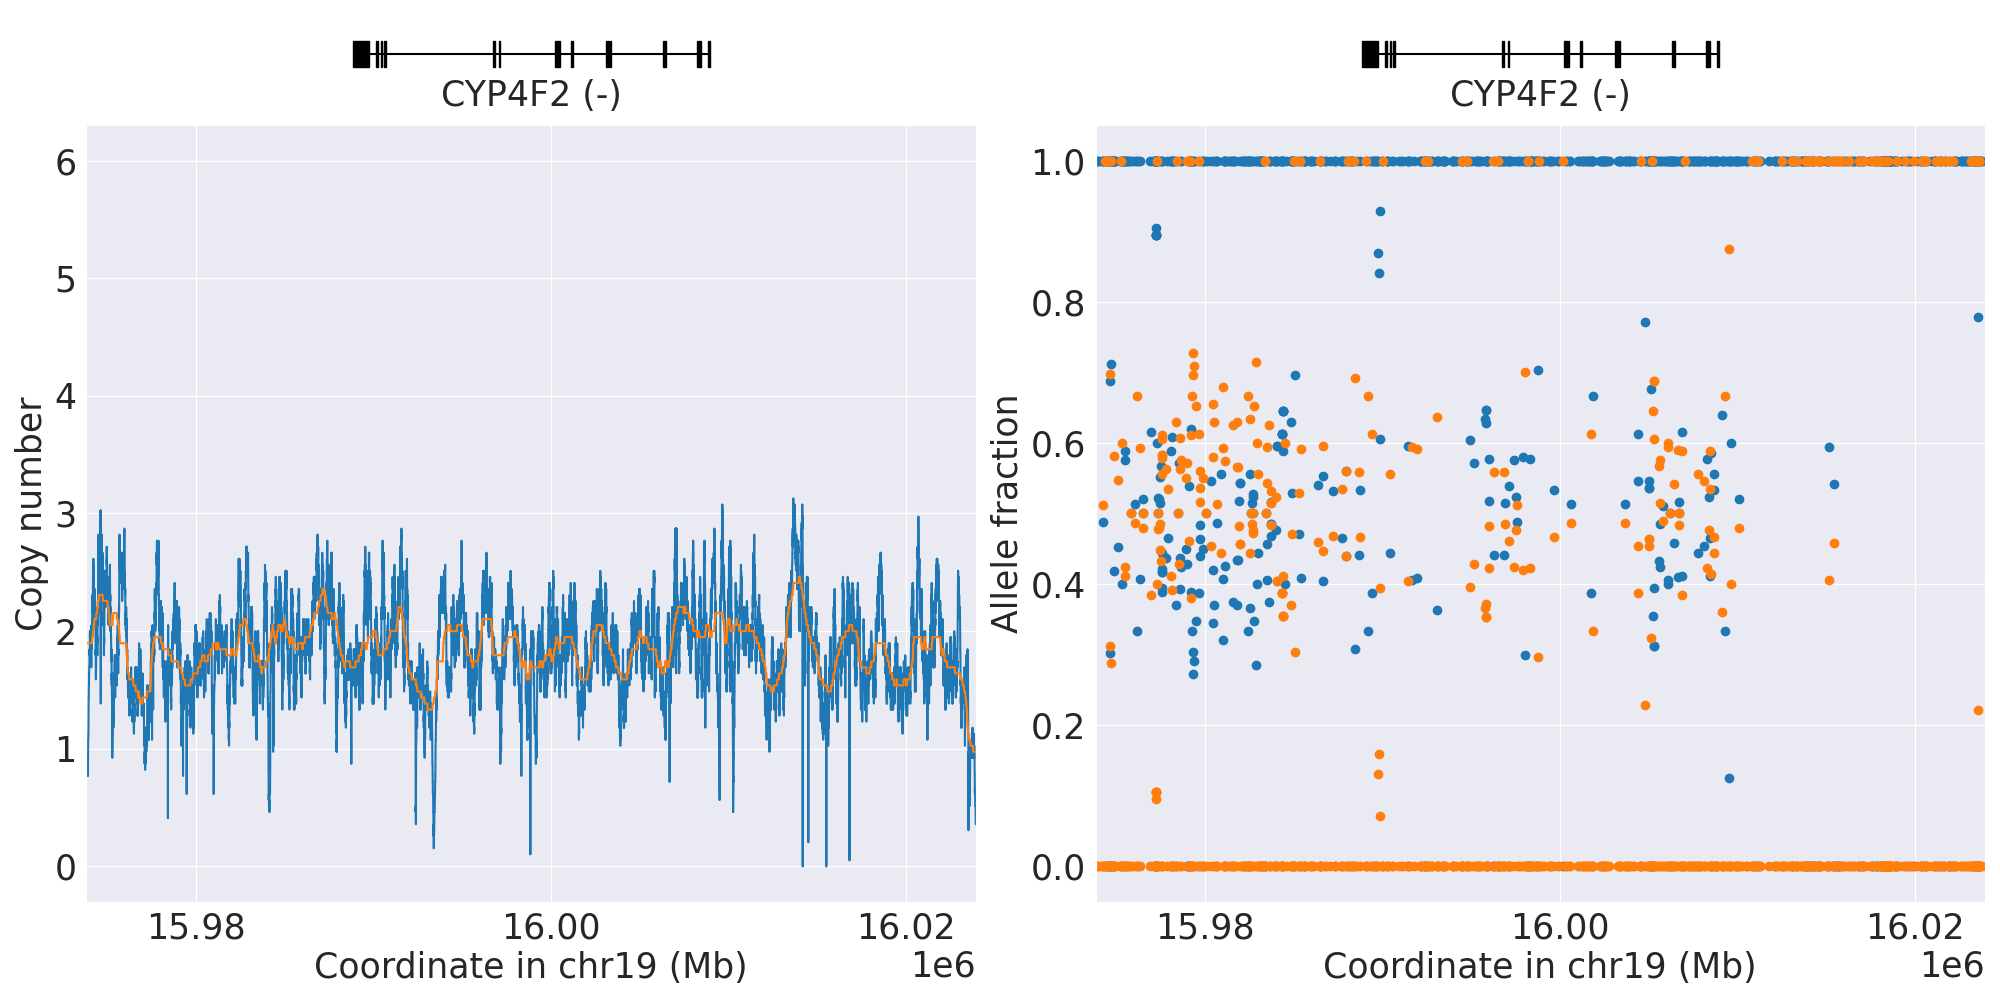 CYP4F2 (-)
6
5
4
3
2
1
0
Copy number
15.98
16.00
16.02
Coordinate in chr19 (Mb)
1e6
CYP4F2 (-)
1.0
0.8
0.6
0.4
0.2
0.0
Allele fraction
15.98
16.00
16.02
Coordinate in chr19 (Mb)
1e6